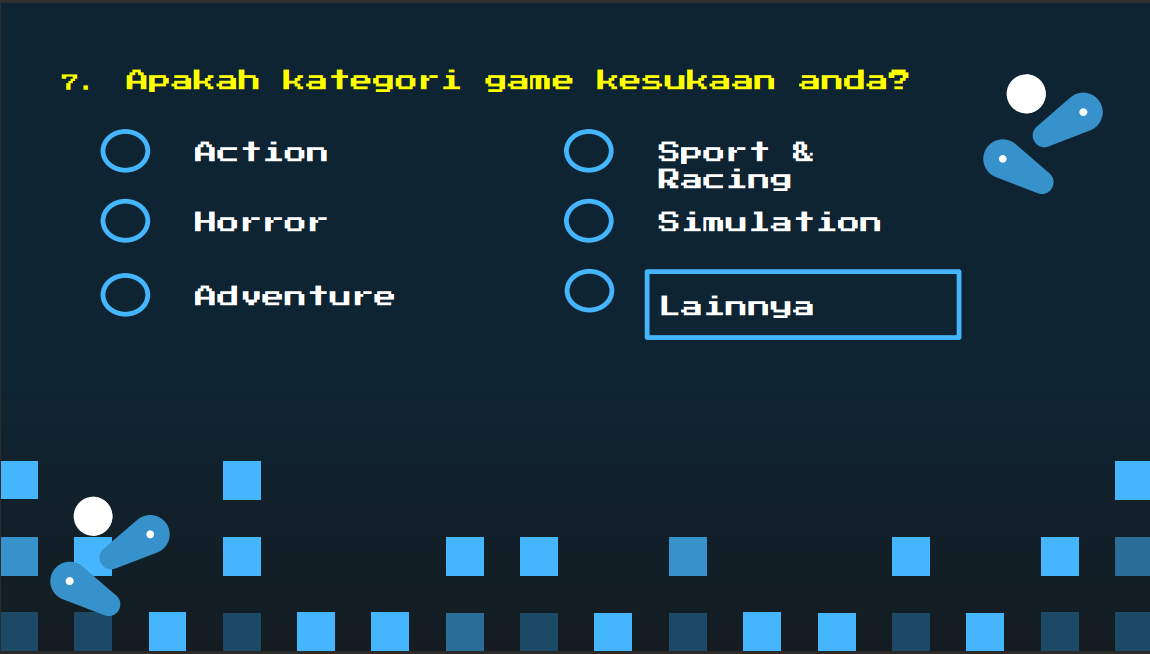 7. Apakah kategori game kesukaan anda?
Action
Horror
Adventure
Sport &
Racing
Simulation
Lainnya